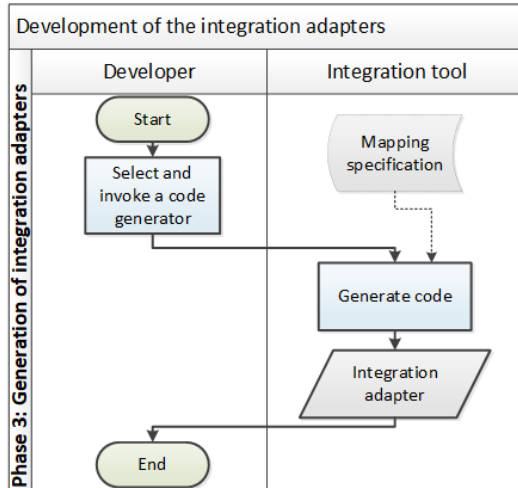 Development of the integration adapters
Phase 3: Generation of integration adapters
Developer
Integration tool
Start
Mapping
specification
Select and
invoke a code
generator
Generate code
Integration
adapter
End